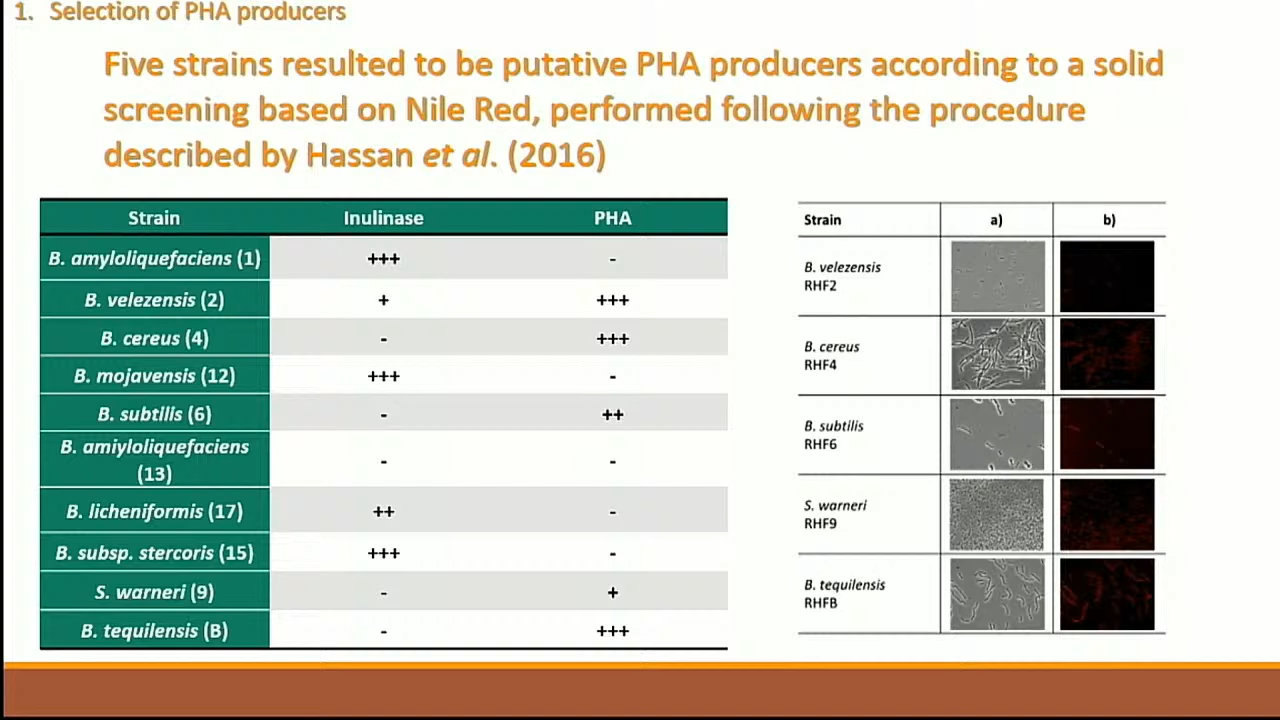 1. Selection of PHA producers
Five strains resulted to be putative PHA producers according to a solid
screening based on Nile Red, performed following the procedure
described by Hassan et al. (2016)
Strain Inulinase PHA
B. amyloliquefaciens (1) +++ -
B. velezensis (2) + +++
B. cereus (4) - +++
B. mojavensis (12) +++ -
B. subtilis (6) - ++
B. amiyloliquefaciens
(13) - -
B. licheniformis (17) ++ -
B. subsp. stercoris (15) +++ -
S. warneri (9) - +
B. tequilensis (B) - +++
Strain a) b)
B. velezensis
RHF2
B. cereus
RHF4
B. subtilis
RHF6
S. warneri
RHF9
B. tequilensis
RHFB